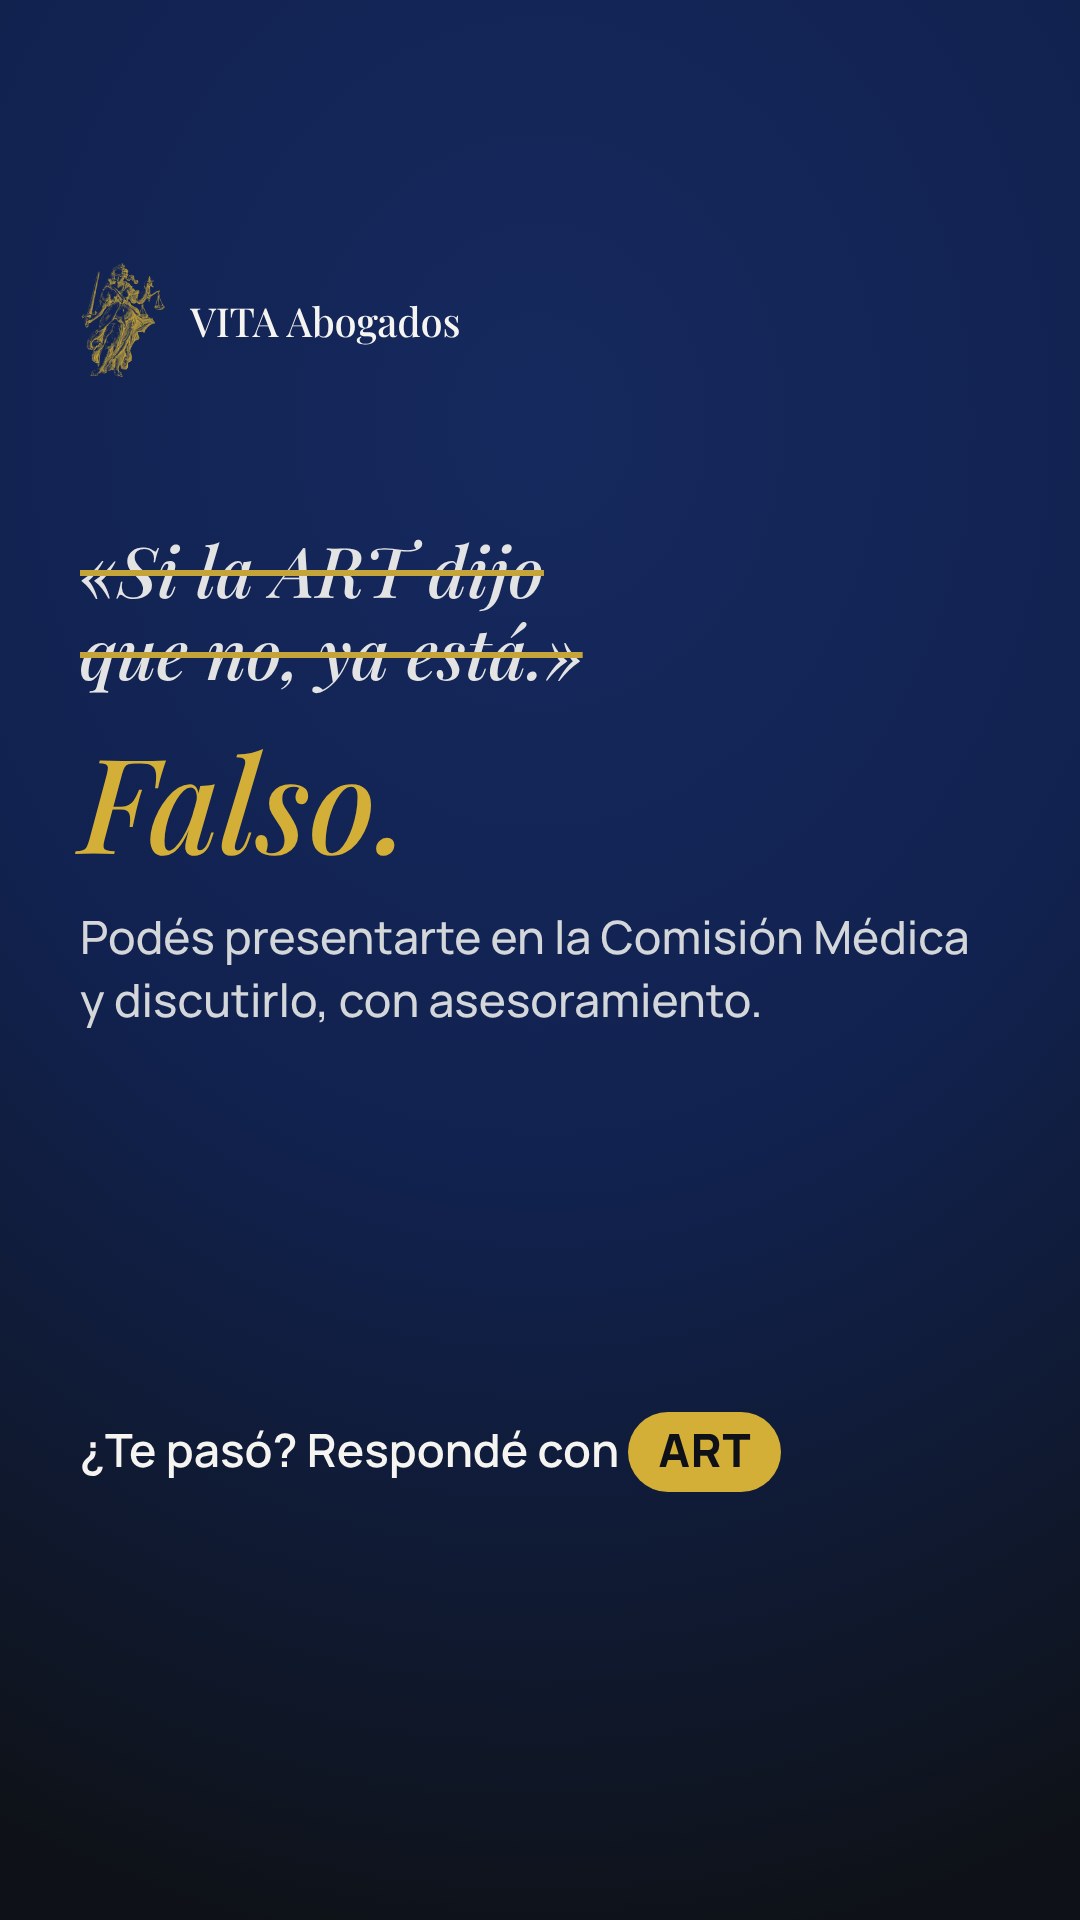 VITA Abogados
«Si la ART dijo
que no, ya está.»
Falso.
Podés presentarte en la Comisión Médica
y discutirlo, con asesoramiento.
¿Te pasó? Respondé con ART